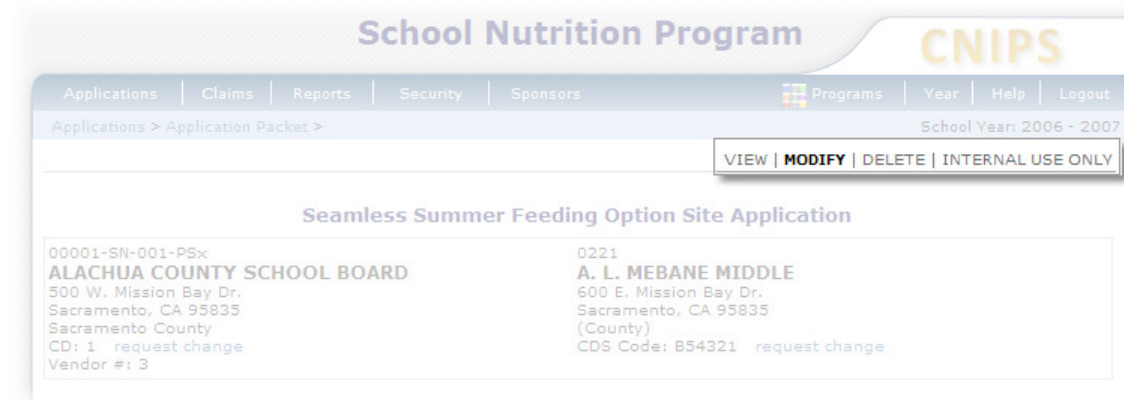 School Nutrition Program
CNIPS
Applications | Claims | Reports | Security | Sponsors Programs | Year | Help | Logout
Applications > Application Packet > School Year: 2006 - 2007
VIEW | MODIFY | DELETE | INTERNAL USE ONLY
Seamless Summer Feeding Option Site Application
00001-SN-001-PSx
ALACHUA COUNTY SCHOOL BOARD
500 W. Mission Bay Dr.
Sacramento, CA 95835
Sacramento County
CD: 1 request change
Vendor #: 3
0221
A. L. MEBANE MIDDLE
600 E. Mission Bay Dr.
Sacramento, CA 95835
(County)
CDS Code: B54321 request change